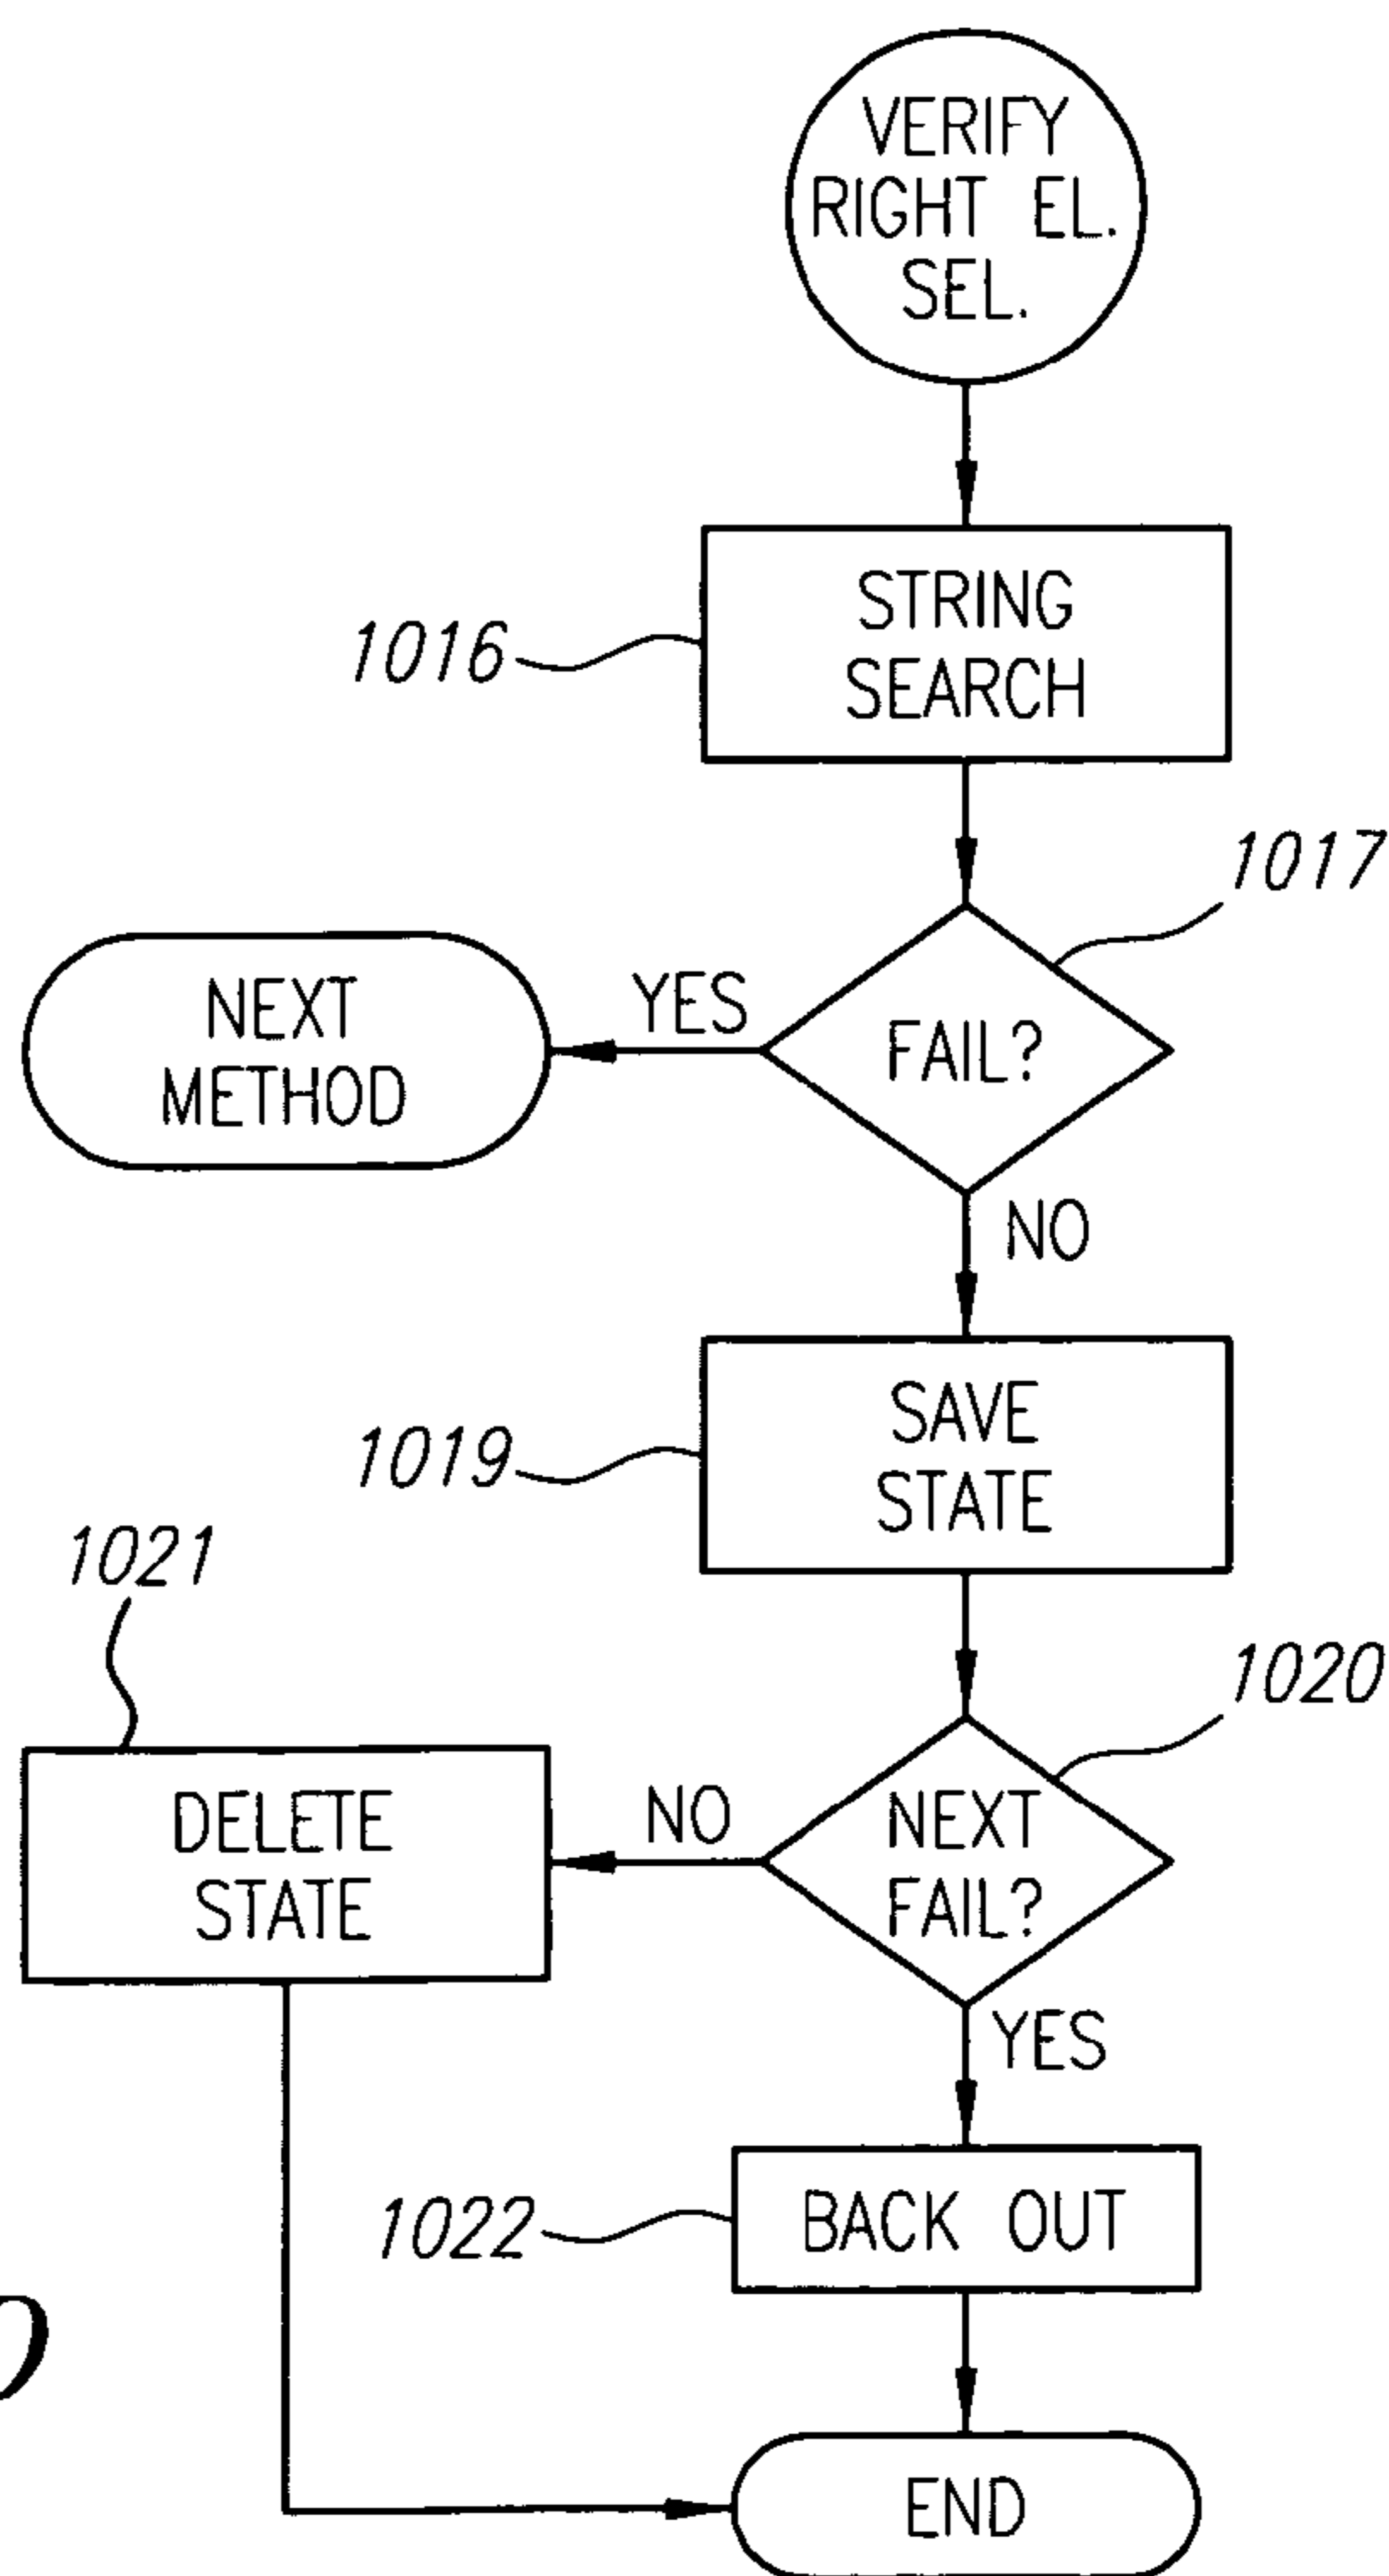 VERIFY
RIGHT EL.
SEL.
STRING
SEARCH
1016
1017
FAIL?
YES
NEXT
METHOD
NO
SAVE
STATE
1019
1021
1020
NEXT
FAIL?
NO
DELETE
STATE
YES
BACK OUT
1022
END